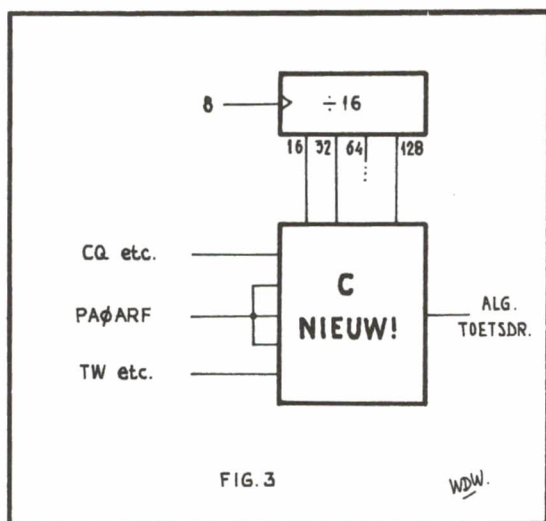 8 ÷16
16 32 64 128
CQ etc.
C
PAØARF
NIEUW!
ALG.
TOETSDR.
TW etc.
FIG. 3
WDW.